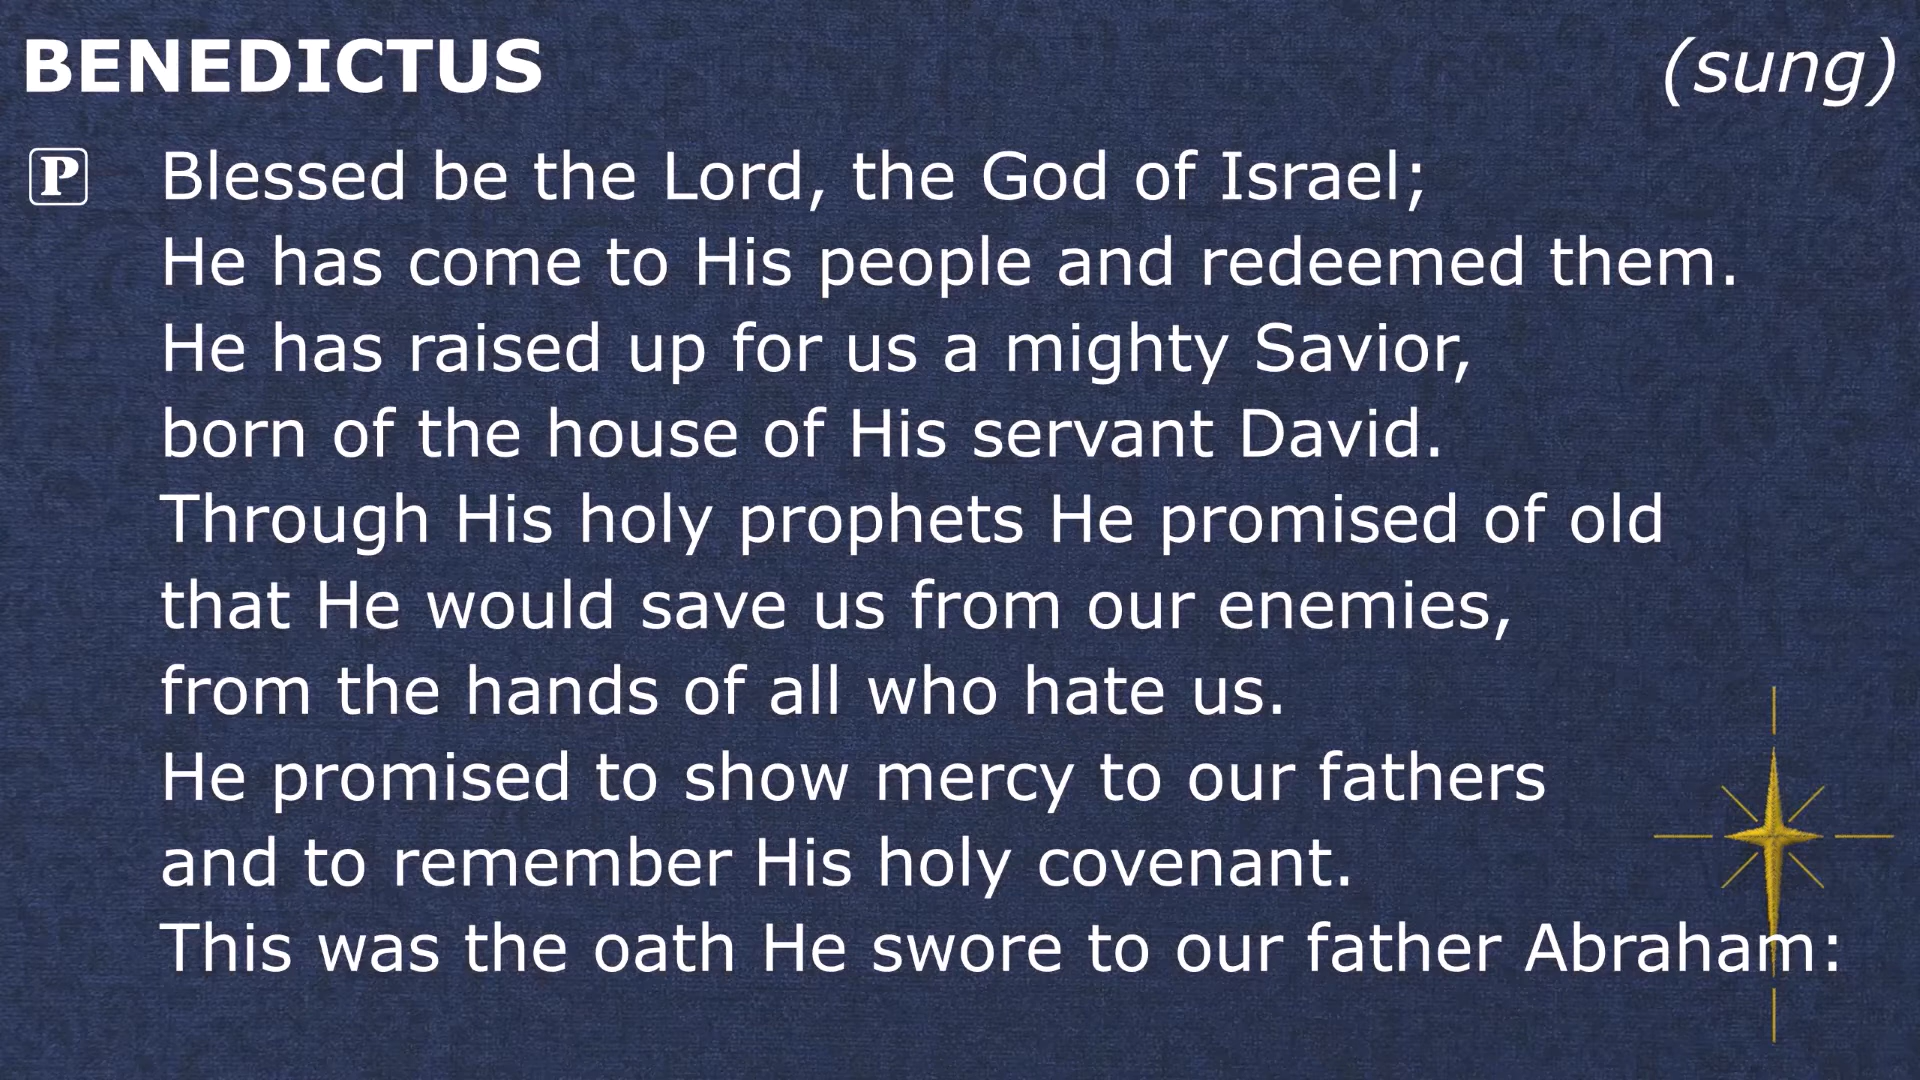 BENEDICTUS (sung)
P Blessed be the Lord, the God of Israel;
He has come to His people and redeemed them.
He has raised up for us a mighty Savior,
born of the house of His servant David.
Through His holy prophets He promised of old
that He would save us from our enemies,
from the hands of all who hate us.
He promised to show mercy to our fathers
and to remember His holy covenant.
This was the oath He swore to our father Abraham: